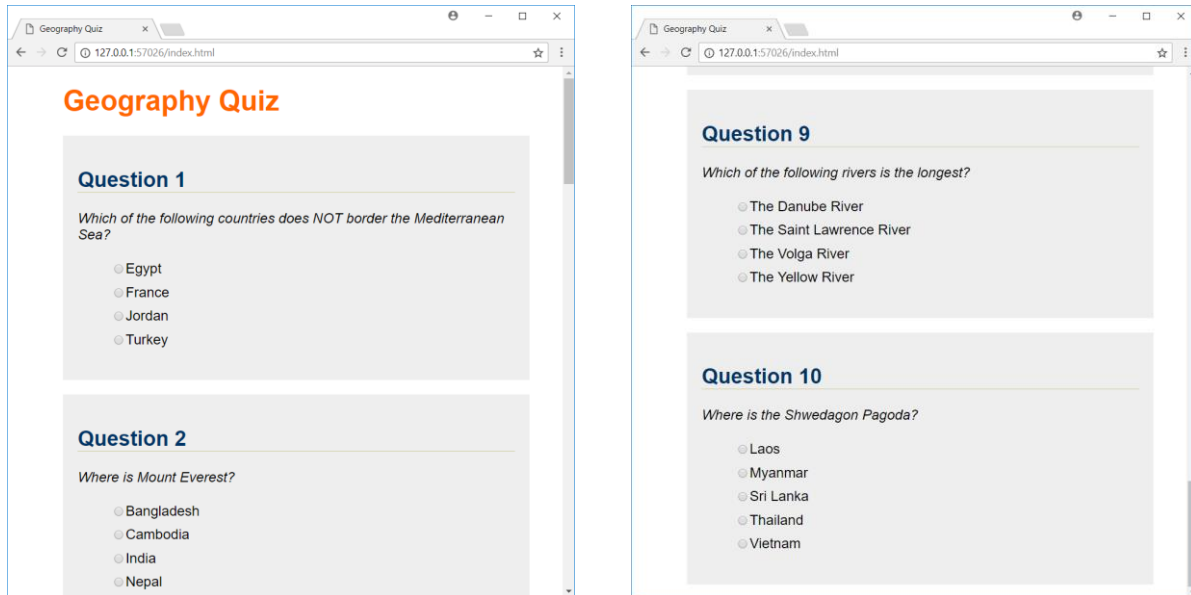 Geography Quiz
127.0.0.1:57026/index.html
Geography Quiz
Question 1
Which of the following countries does NOT border the Mediterranean
Sea?
Egypt
France
Jordan
Turkey
Question 2
Where is Mount Everest?
Bangladesh
Cambodia
India
Nepal
Geography Quiz
127.0.0.1:57026/index.html
Question 9
Which of the following rivers is the longest?
The Danube River
The Saint Lawrence River
The Volga River
The Yellow River
Question 10
Where is the Shwedagon Pagoda?
Laos
Myanmar
Sri Lanka
Thailand
Vietnam